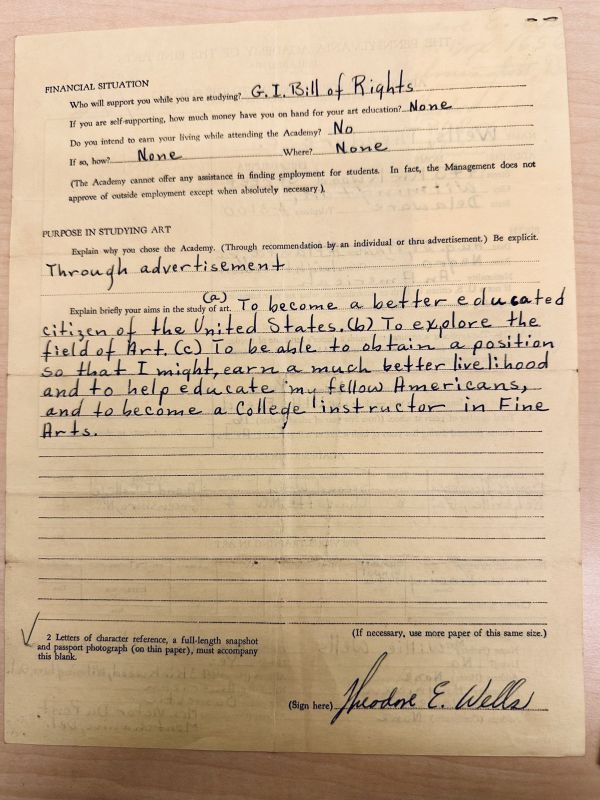 FINANCIAL SITUATION
Who will support you while you are studying? G.I. Bill of Rights
If you are self-supporting, how much money have you on hand for your art education? None
Do you intend to earn your living while attending the Academy? No
If so, how? None Where? None
(The Academy cannot offer any assistance in finding employment for students. In fact, the Management does not
approve of outside employment except when absolutely necessary.)
PURPOSE IN STUDYING ART
Explain why you chose the Academy. (Through recommendation by an individual or thru advertisement.) Be explicit.
Through advertisement
Explain briefly your aims in the study of art. (a) To become a better educated
citizen of the United States. (b) To explore the
field of Art. (c) To be able to obtain a position
so that I might, earn a much better livelihood
and to help educate my fellow Americans,
and to become a College instructor in Fine
Arts.
2 Letters of character reference, a full-length snapshot
and passport photograph (on thin paper), must accompany
this blank.
(If necessary, use more paper of this same size.)
(Sign here) Theodore E. Wells